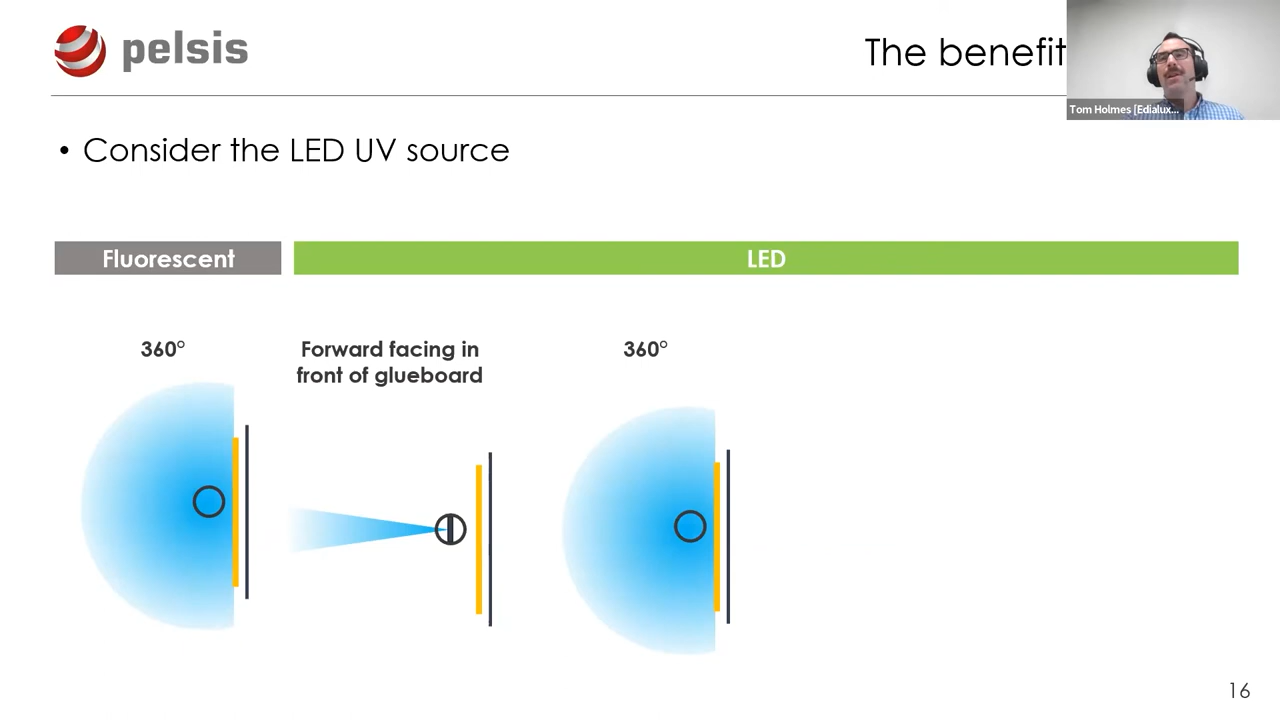 pelsis
The benefit
Tom Holmes [Edialux...
• Consider the LED UV source
Fluorescent
LED
360°
Forward facing in
front of glueboard
360°
16